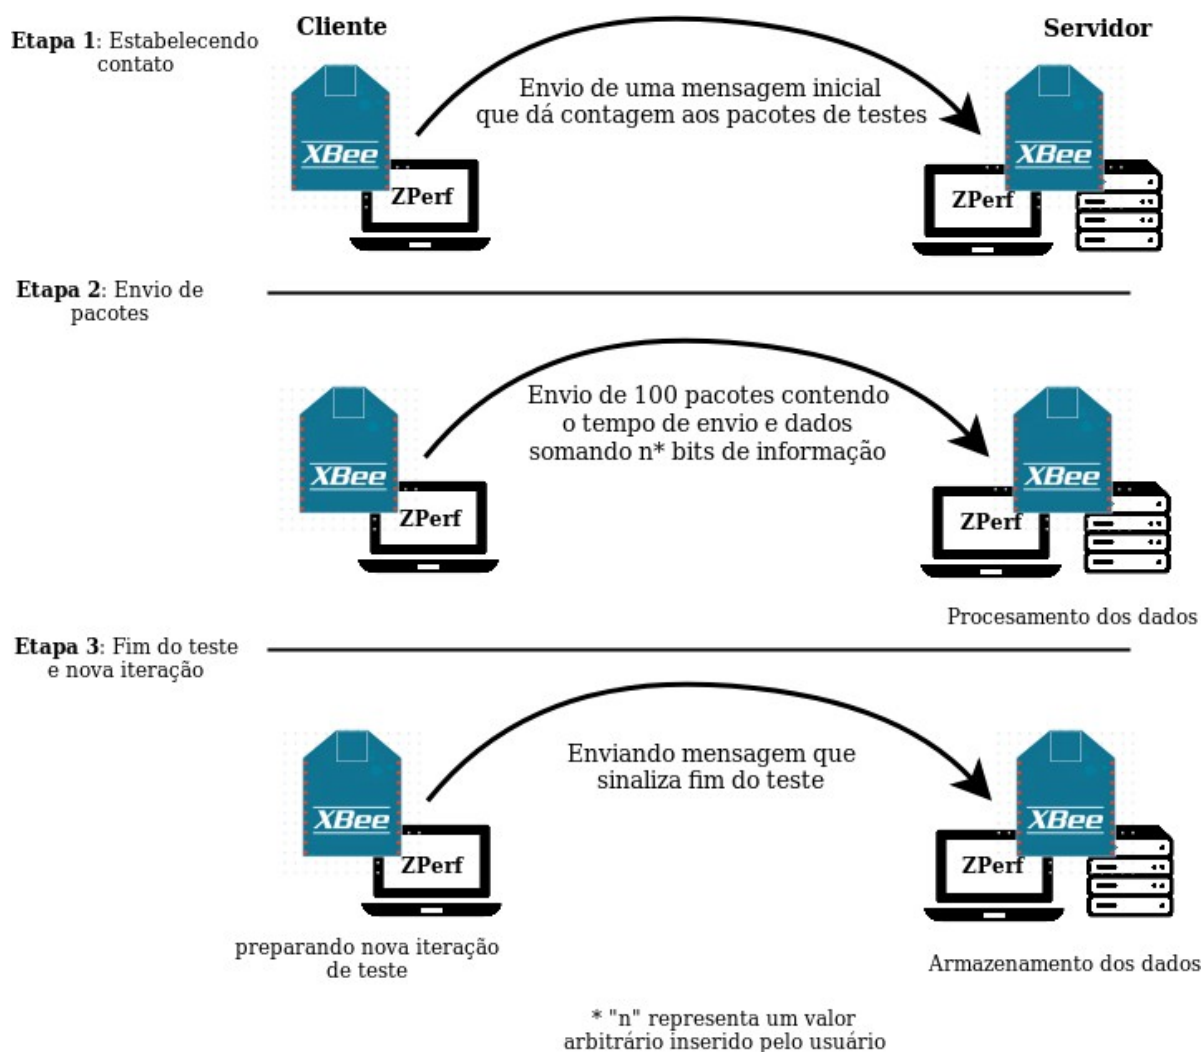 Cliente
Servidor
Etapa 1: Estabelecendo
contato
Envio de uma mensagem inicial
que dá contagem aos pacotes de testes
XBee
ZPerf
XBee
ZPerf
Etapa 2: Envio de
pacotes
Envio de 100 pacotes contendo
o tempo de envio e dados
somando n* bits de informação
XBee
ZPerf
XBee
ZPerf
Procesamento dos dados
Etapa 3: Fim do teste
e nova iteração
Enviando mensagem que
sinaliza fim do teste
XBee
ZPerf
XBee
ZPerf
preparando nova iteração
de teste
Armazenamento dos dados
* "n" representa um valor
arbitrário inserido pelo usuário